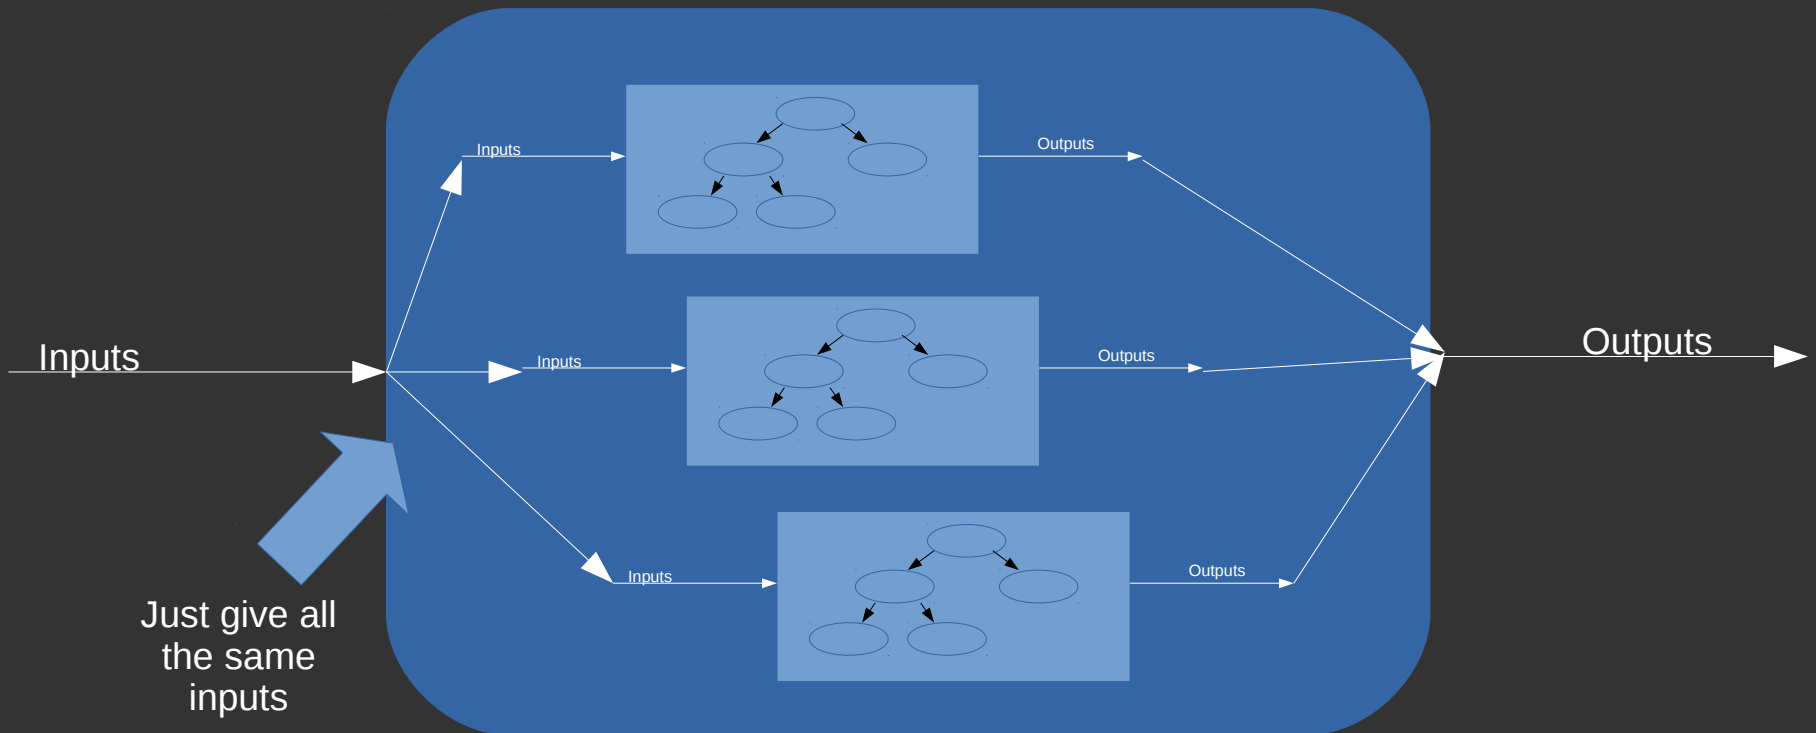 Inputs
Outputs
Inputs
Inputs
Outputs
Outputs
Inputs
Outputs
Just give all
the same
inputs